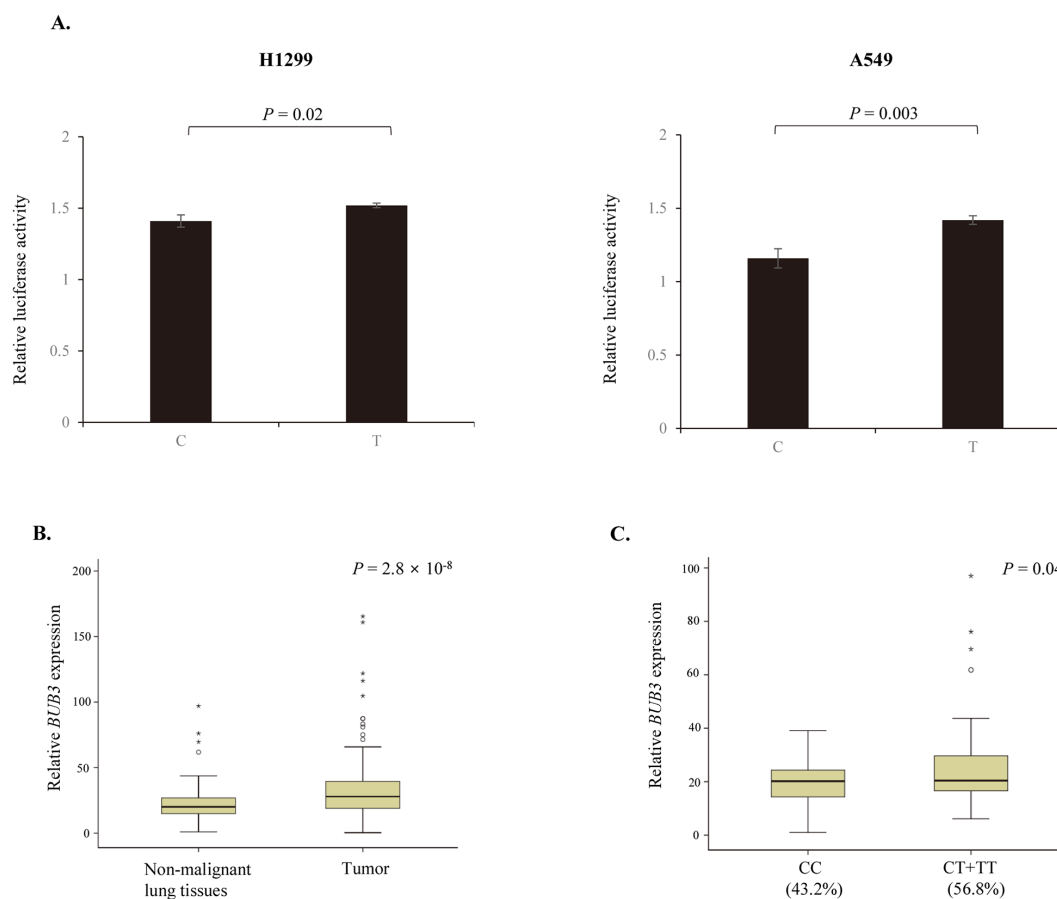 A.
H1299
P = 0.02
2
1.5
1
0.5
0
Relative luciferase activity
C
T
A549
P = 0.003
2
1.5
1
0.5
0
Relative luciferase activity
C
T
B.
P = 2.8 × 10-8
200
150
100
50
0
Relative BUB3 expression
Non-malignant
lung tissues
Tumor
C.
P = 0.04
100
80
60
40
20
0
Relative BUB3 expression
CC
(43.2%)
CT+TT
(56.8%)